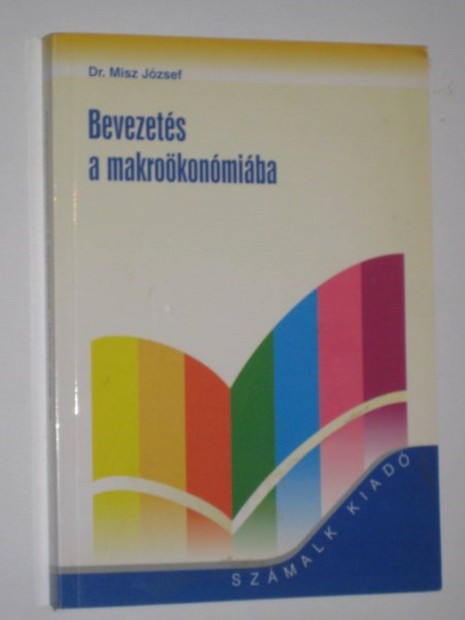 Dr. Misz József
Bevezetés
a makroökonómiába
SZÁMALK KIADÓ